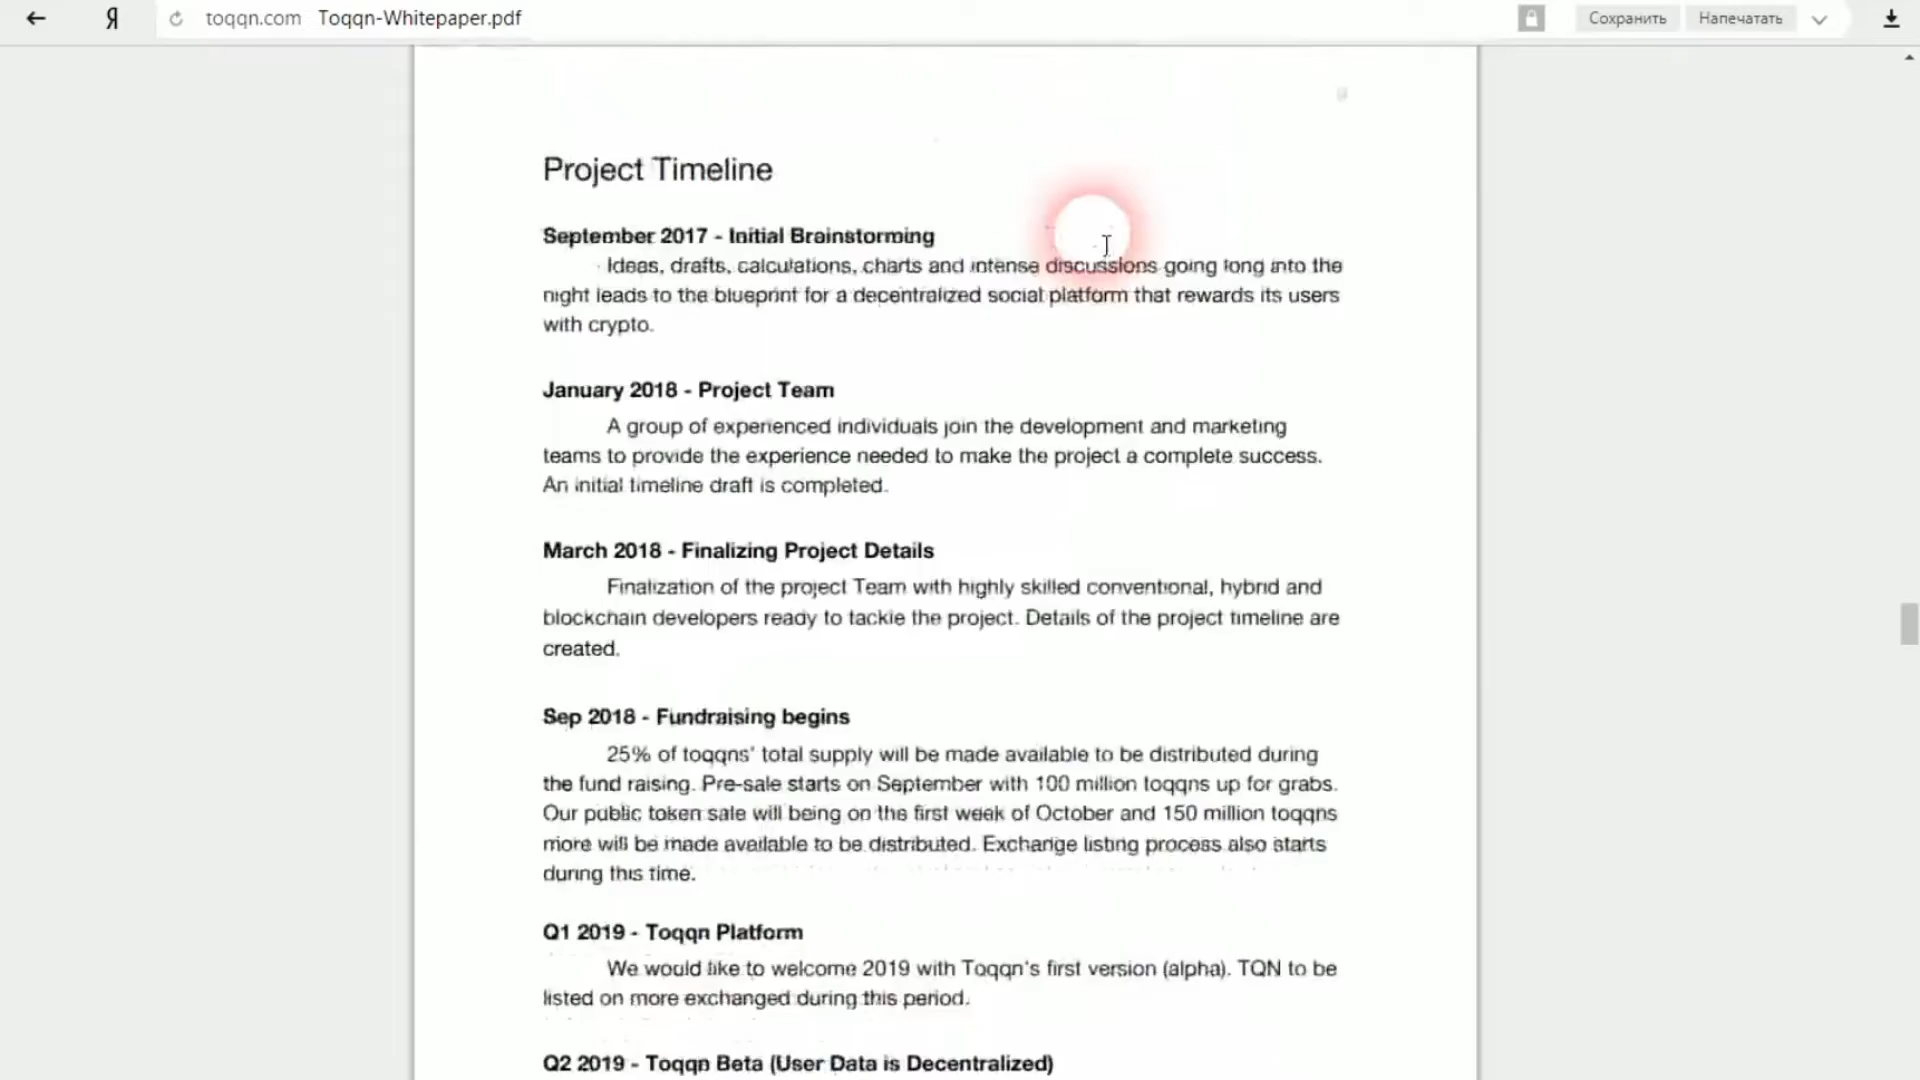 Я toqqn.com Toqqn-Whitepaper.pdf Сохранить Напечатать
Project Timeline
September 2017 - Initial Brainstorming
Ideas, drafts, calculations, charts and intense discussions going long into the
night leads to the blueprint for a decentralized social platform that rewards its users
with crypto.
January 2018 - Project Team
A group of experienced individuals join the development and marketing
teams to provide the experience needed to make the project a complete success.
An initial timeline draft is completed.
March 2018 - Finalizing Project Details
Finalization of the project Team with highly skilled conventional, hybrid and
blockchain developers ready to tackle the project. Details of the project timeline are
created.
Sep 2018 - Fundraising begins
25% of toqqns' total supply will be made available to be distributed during
the fund raising. Pre-sale starts on September with 100 million toqqns up for grabs.
Our public token sale will being on the first week of October and 150 million toqqns
more will be made available to be distributed. Exchange listing process also starts
during this time.
Q1 2019 - Toqqn Platform
We would like to welcome 2019 with Toqqn's first version (alpha). TQN to be
listed on more exchanged during this period.
Q2 2019 - Toqqn Beta (User Data is Decentralized)